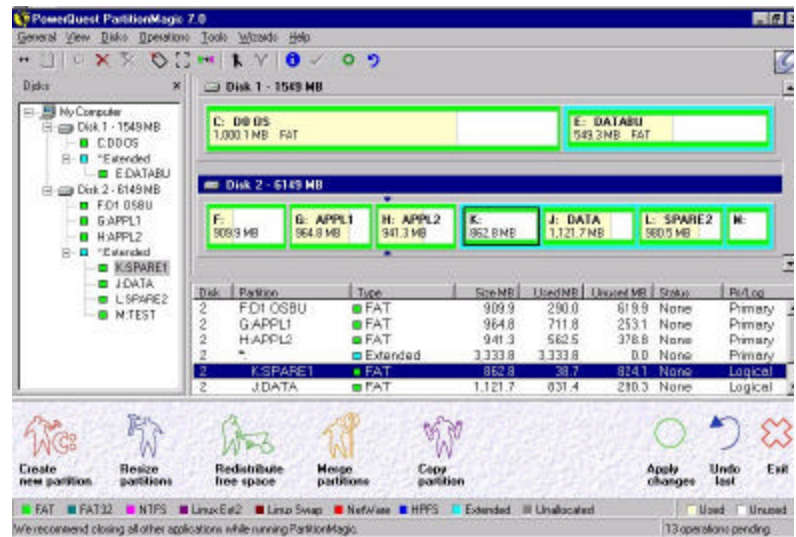 PowerQuest PartitionMagic 7.0
General View Disks Operations Tools Wizards Help
Disks
My Computer
Disk 1 - 1549 MB
C:D0 OS
*:Extended
E:DATABU
Disk 2 - 6149 MB
F:D1 OSBU
G:APPL1
H:APPL2
*:Extended
K:SPARE1
J:DATA
L:SPARE2
M:TEST
Disk 1 - 1549 MB
C: D0 OS
1,000.1 MB FAT
E: DATABU
549.3 MB FAT
Disk 2 - 6149 MB
F:
909.9 MB
G: APPL1
964.8 MB
H: APPL2
941.3 MB
K:
862.8 MB
J: DATA
1,121.7 MB
L: SPARE2
980.5 MB
M:
Disk Partition Type Size MB Used MB Unused MB Status Pri/Log
2 F:D1 OSBU FAT 909.9 290.0 619.9 None Primary
2 G:APPL1 FAT 964.8 711.8 253.1 None Primary
2 H:APPL2 FAT 941.3 562.5 378.8 None Primary
2 *: Extended 3,333.8 3,333.8 0.0 None Primary
2 K:SPARE1 FAT 862.8 38.7 824.1 None Logical
2 J:DATA FAT 1,121.7 831.4 290.3 None Logical
Create new partition
Resize partitions
Redistribute free space
Merge partitions
Copy partition
Apply changes
Undo last
Exit
FAT FAT32 NTFS Linux Ext2 Linux Swap NetWare HPFS Extended Unallocated Used Unused
We recommend closing all other applications while running PartitionMagic.
13 operations pending